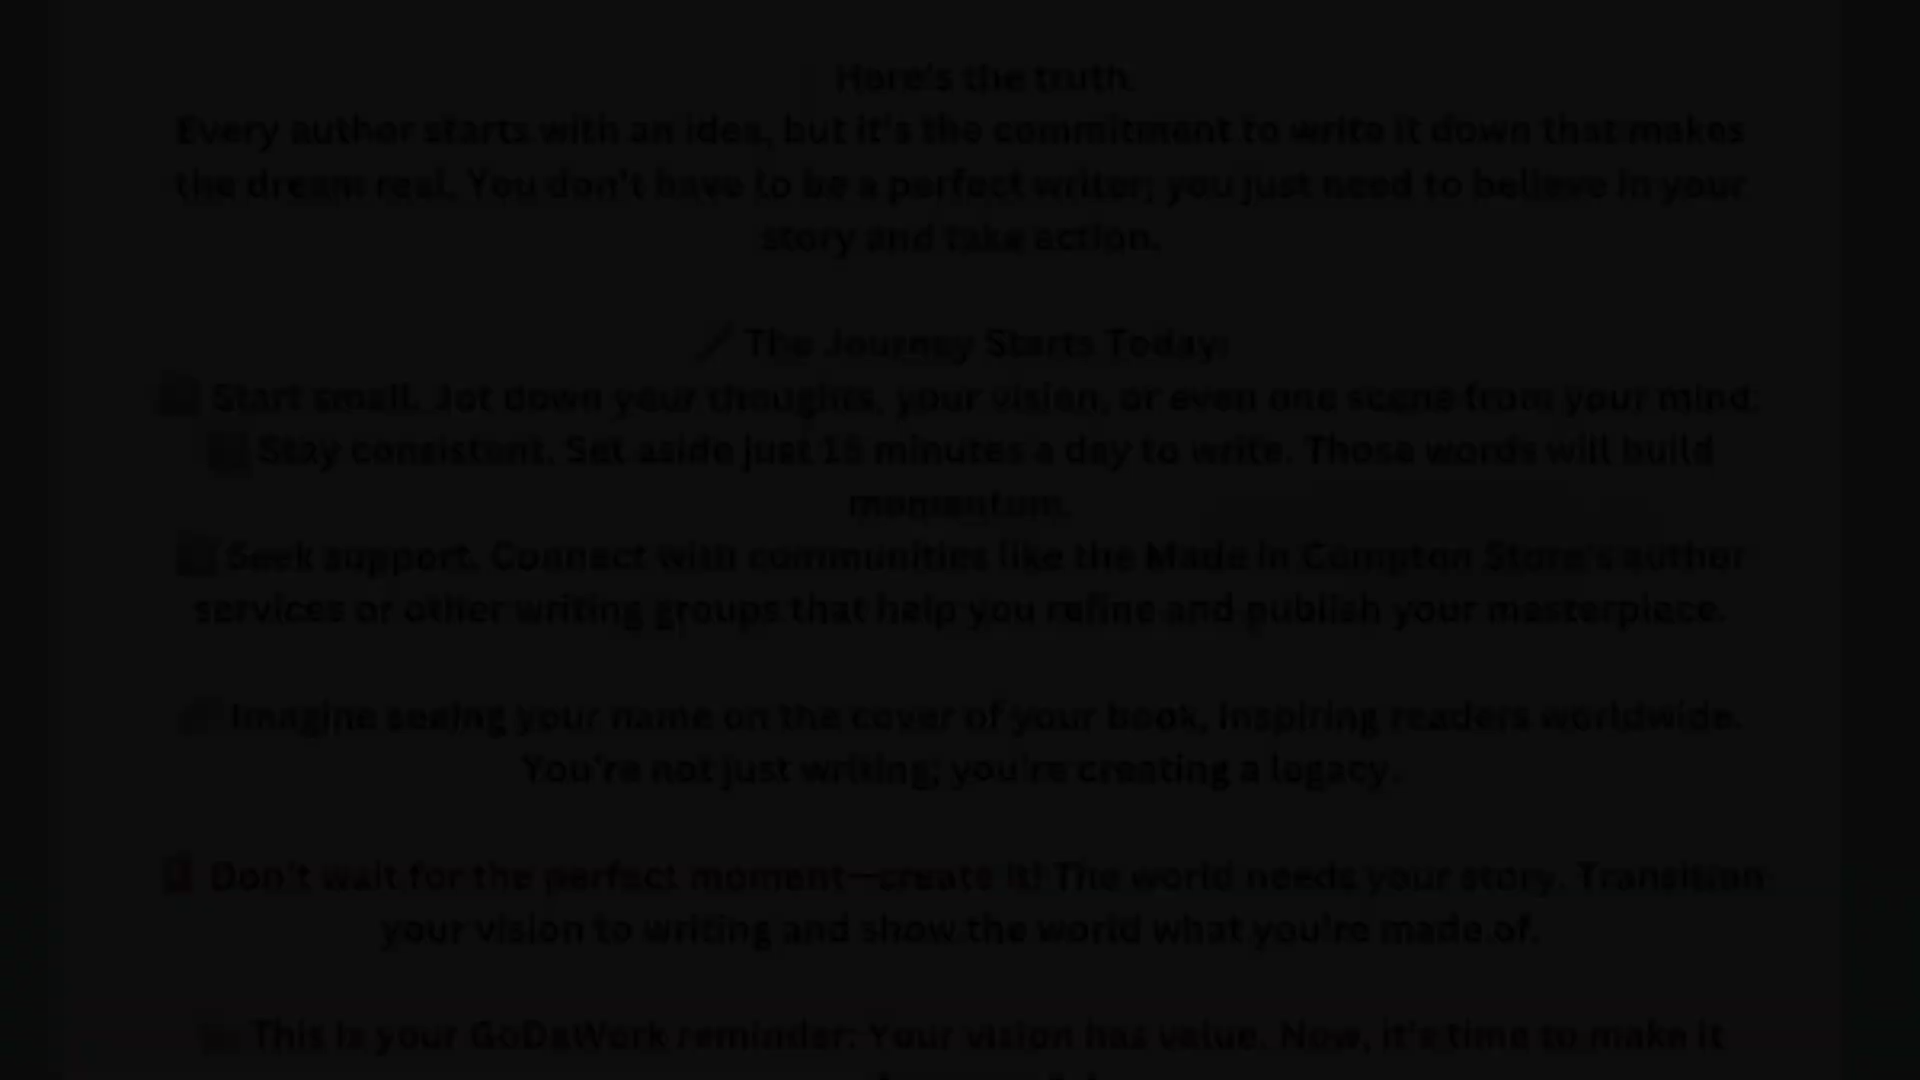 Here's the truth.
Every author starts with an idea, but it's the commitment to write it down that makes
the dream real. You don't have to be a perfect writer; you just need to believe in your
story and take action.
The Journey Starts Today:
Start small. Jot down your thoughts, your vision, or even one scene from your mind.
Stay consistent. Set aside just 15 minutes a day to write. Those words will build
momentum.
Seek support. Connect with communities like the Made in Compton Store's author
services or other writing groups that help you refine and publish your masterpiece.
Imagine seeing your name on the cover of your book, inspiring readers worldwide.
You're not just writing; you're creating a legacy.
Don't wait for the perfect moment—create it! The world needs your story. Transition
your vision to writing and show the world what you're made of.
This is your GoDaWork reminder: Your vision has value. Now, it's time to make it